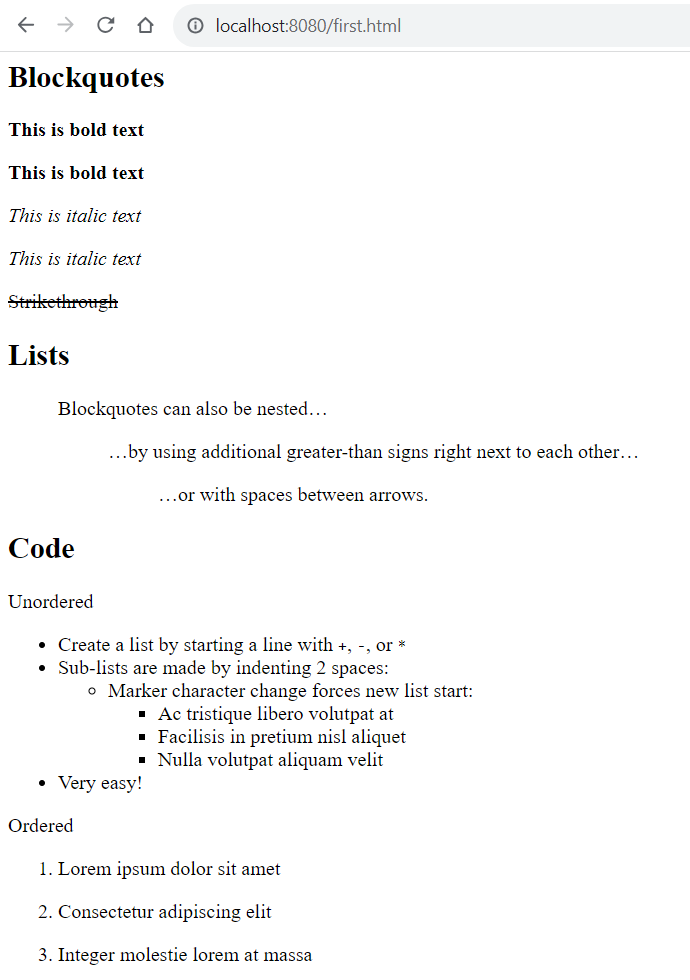 localhost:8080/first.html
Blockquotes
This is bold text
This is bold text
This is italic text
This is italic text
Strikethrough
Lists
Blockquotes can also be nested…
…by using additional greater-than signs right next to each other…
…or with spaces between arrows.
Code
Unordered
• Create a list by starting a line with +, -, or *
• Sub-lists are made by indenting 2 spaces:
◦ Marker character change forces new list start:
▪ Ac tristique libero volutpat at
▪ Facilisis in pretium nisl aliquet
▪ Nulla volutpat aliquam velit
• Very easy!
Ordered
1. Lorem ipsum dolor sit amet
2. Consectetur adipiscing elit
3. Integer molestie lorem at massa